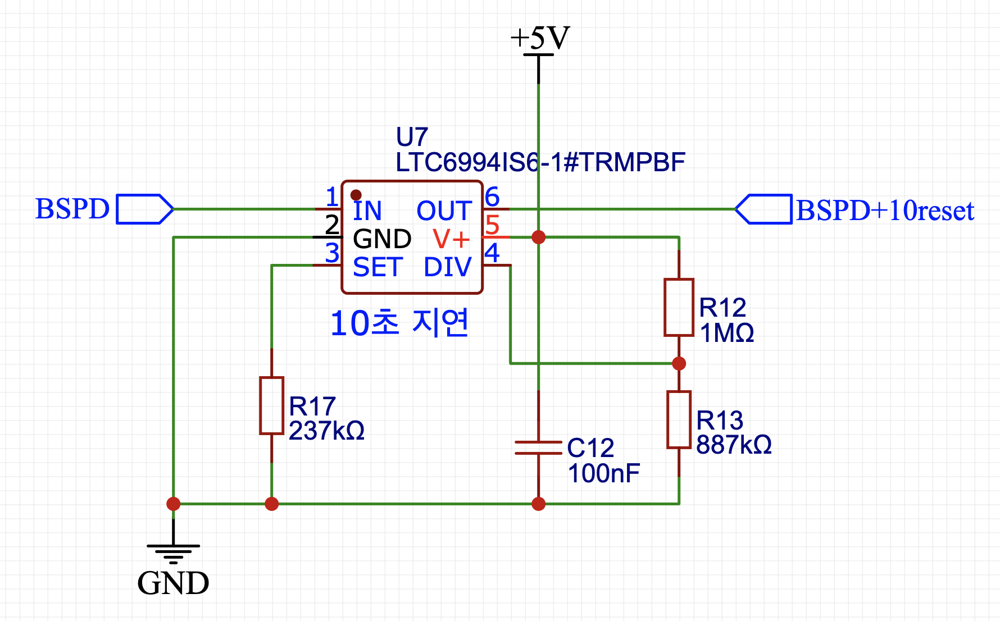 +5V
U7
LTC6994IS6-1#TRMPBF
BSPD
1
IN
OUT
6
BSPD+10reset
2
GND
V+
5
3
SET
DIV
4
10초 지연
R12
1MΩ
R17
237kΩ
R13
887kΩ
C12
100nF
GND